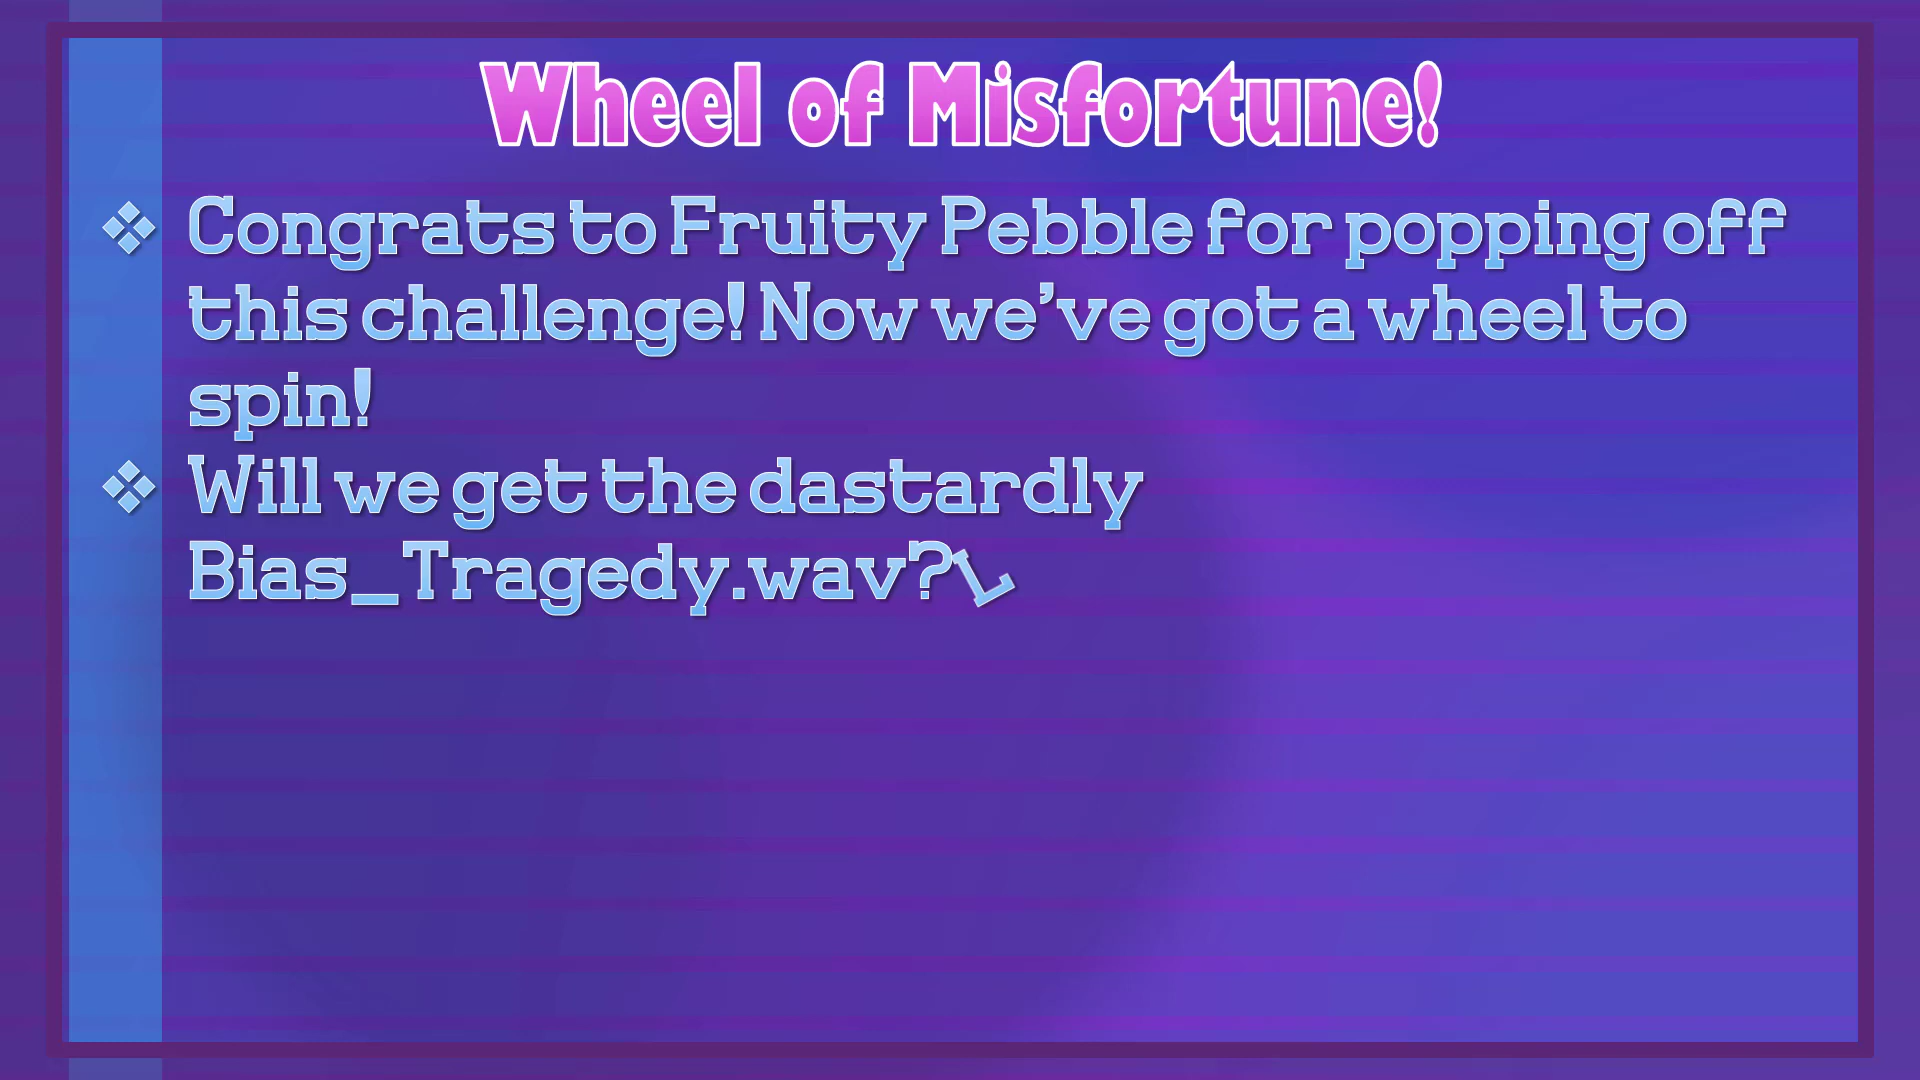 Wheel of Misfortune!
❖ Congrats to Fruity Pebble for popping off
this challenge! Now we’ve got a wheel to
spin!
❖ Will we get the dastardly
Bias_Tragedy.wav?L